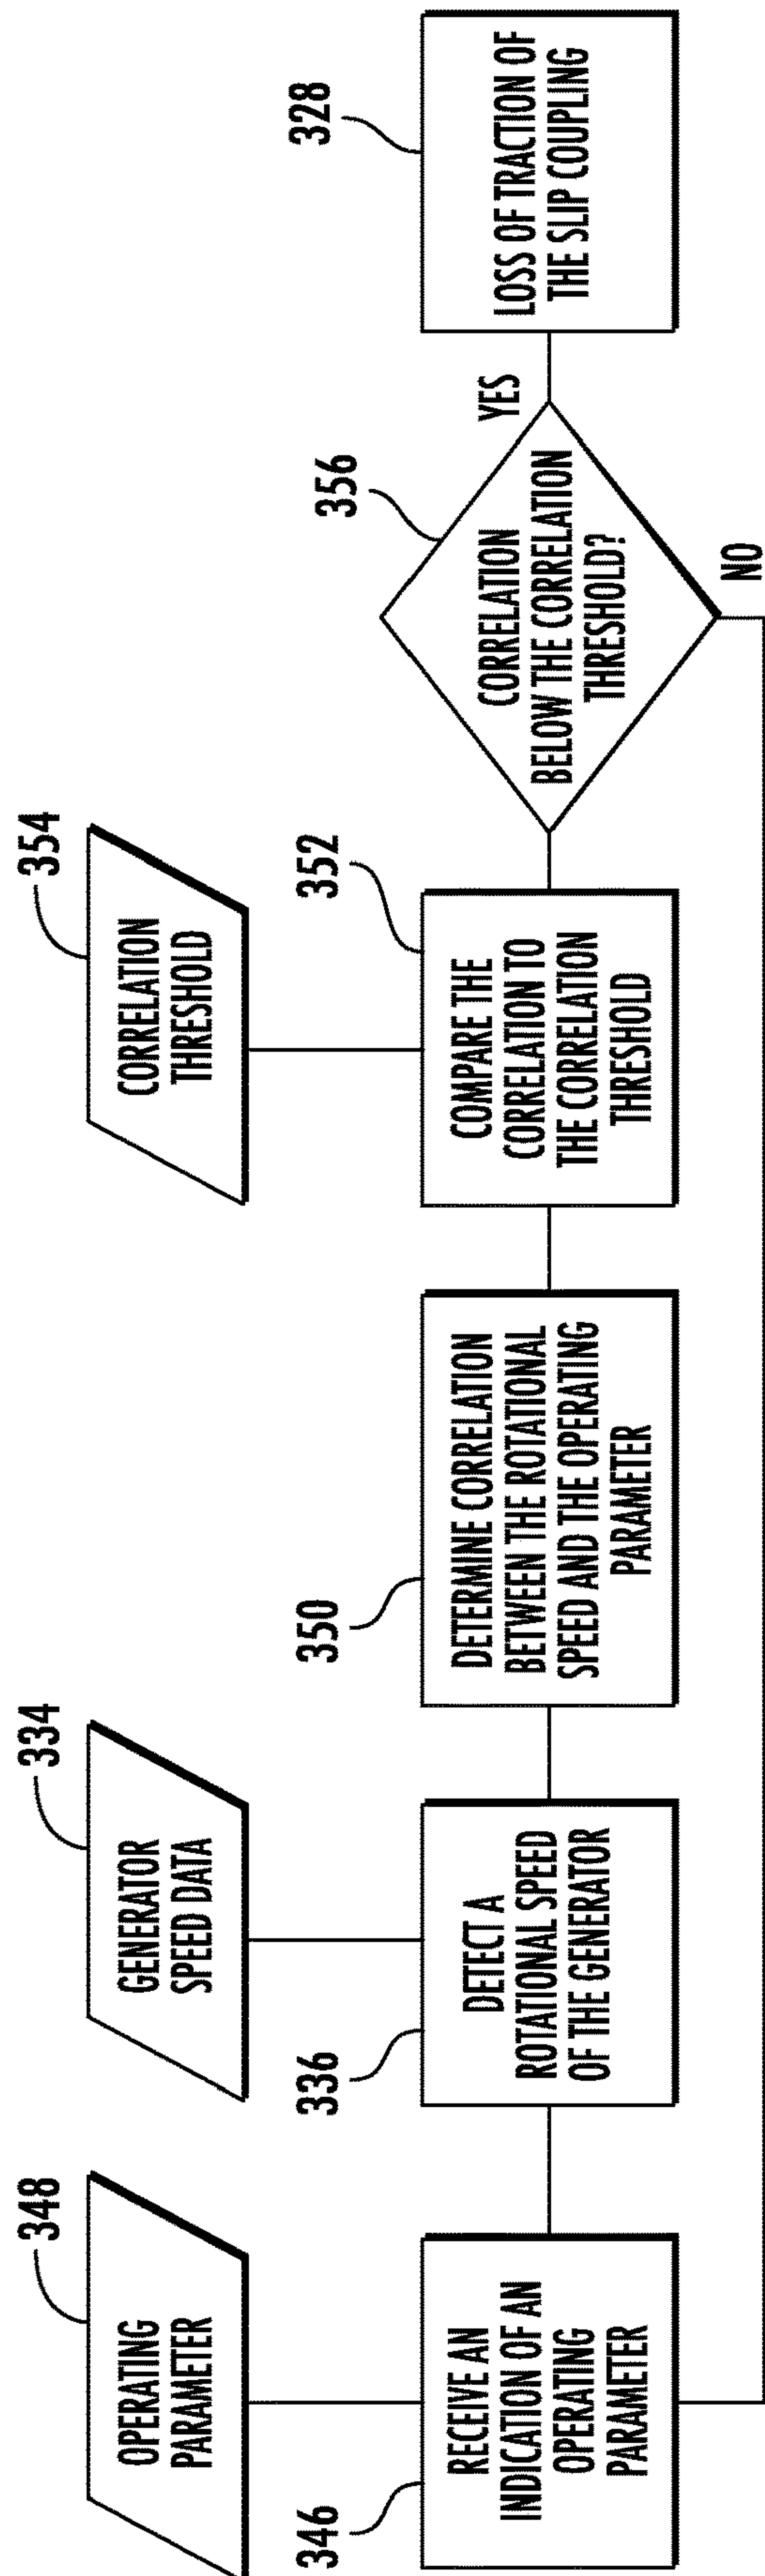 348
OPERATING
PARAMETER
334
GENERATOR
SPEED DATA
354
CORRELATION
THRESHOLD
346
RECEIVE AN
INDICATION OF AN
OPERATING
PARAMETER
336
DETECT A
ROTATIONAL SPEED
OF THE GENERATOR
350
DETERMINE CORRELATION
BETWEEN THE ROTATIONAL
SPEED AND THE OPERATING
PARAMETER
352
COMPARE THE
CORRELATION TO
THE CORRELATION
THRESHOLD
356
CORRELATION
BELOW THE CORRELATION
THRESHOLD?
YES
NO
328
LOSS OF TRACTION OF
THE SLIP COUPLING